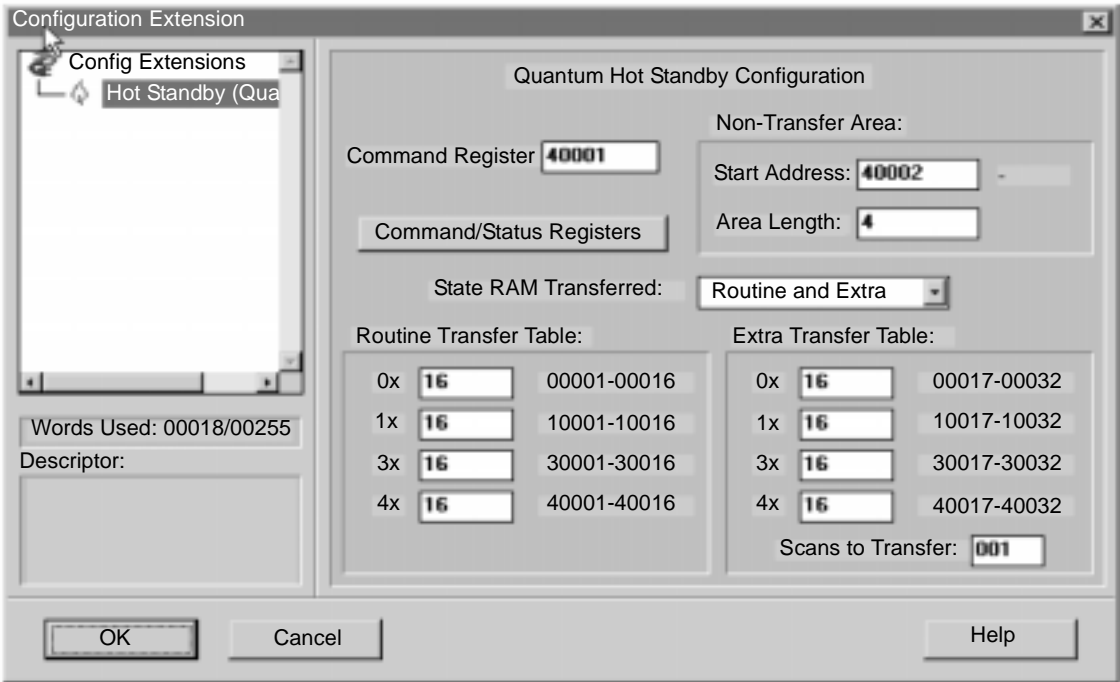 Configuration Extension
Config Extensions
Hot Standby (Qua
Words Used: 00018/00255
Descriptor:
Quantum Hot Standby Configuration
Command Register 40001
Command/Status Registers
Non-Transfer Area:
Start Address: 40002 -
Area Length: 4
State RAM Transferred: Routine and Extra
Routine Transfer Table:
0x 16 00001-00016
1x 16 10001-10016
3x 16 30001-30016
4x 16 40001-40016
Extra Transfer Table:
0x 16 00017-00032
1x 16 10017-10032
3x 16 30017-30032
4x 16 40017-40032
Scans to Transfer: 001
OK
Cancel
Help